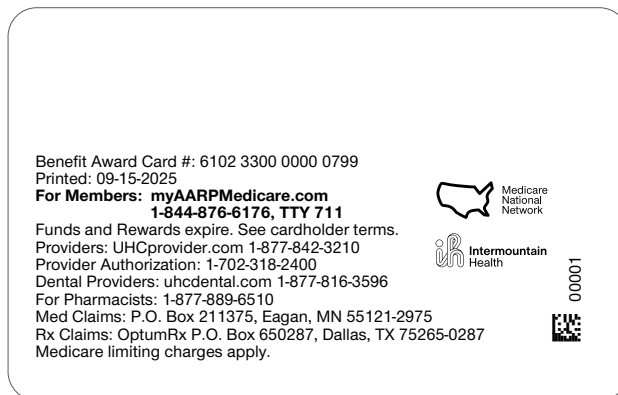 Benefit Award Card #: 6102 3300 0000 0799
Printed: 09-15-2025
For Members: myAARPMedicare.com
1-844-876-6176, TTY 711
Funds and Rewards expire. See cardholder terms.
Providers: UHCprovider.com 1-877-842-3210
Provider Authorization: 1-702-318-2400
Dental Providers: uhcdental.com 1-877-816-3596
For Pharmacists: 1-877-889-6510
Med Claims: P.O. Box 211375, Eagan, MN 55121-2975
Rx Claims: OptumRx P.O. Box 650287, Dallas, TX 75265-0287
Medicare limiting charges apply.
Medicare
National
Network
ih
Intermountain
Health
00001